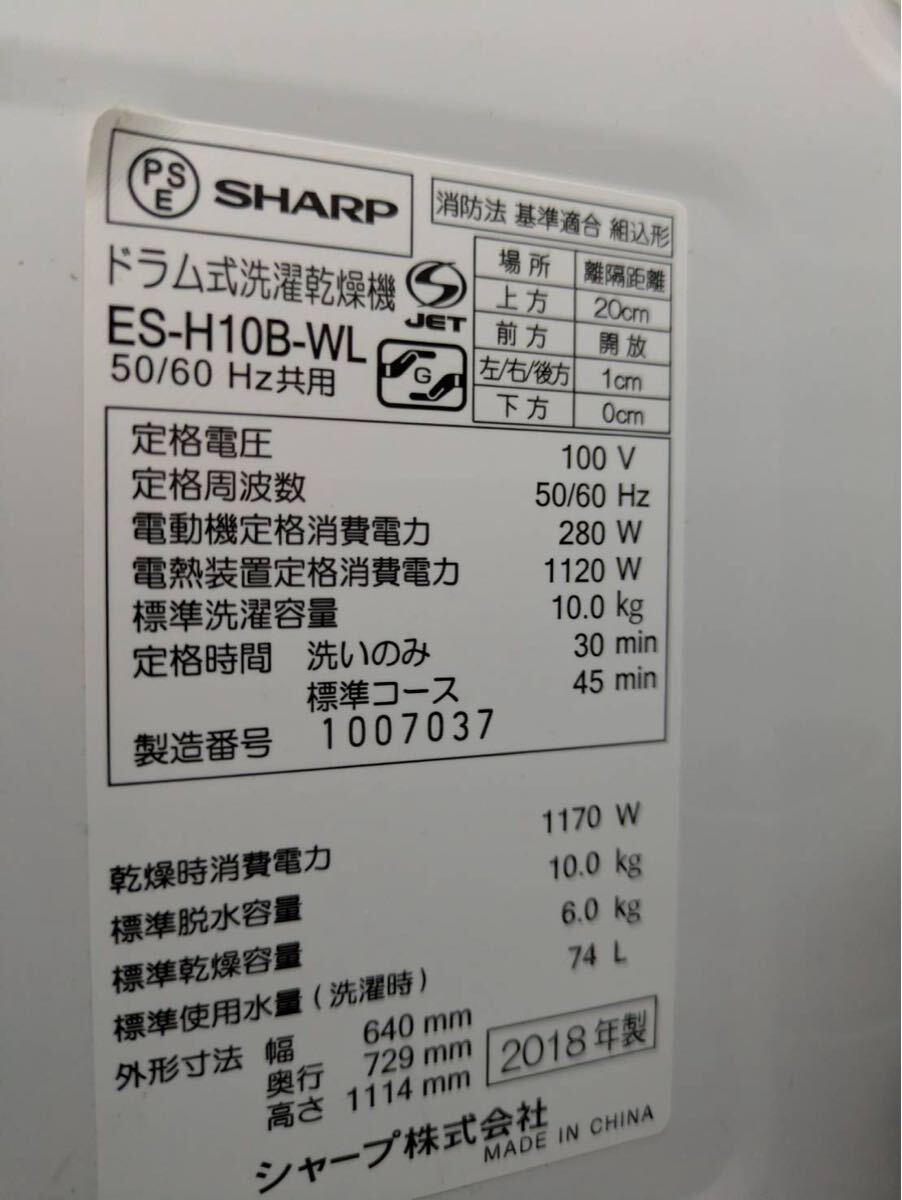 PS E SHARP
消防法 基準適合 組込形
場所 離隔距離
上方 20cm
前方 開放
左/右/後方 1cm
下方 0cm
ドラム式洗濯乾燥機
JET
ES-H10B-WL
G
50/60 Hz共用
定格電圧 100 V
定格周波数 50/60 Hz
電動機定格消費電力 280 W
電熱装置定格消費電力 1120 W
標準洗濯容量 10.0 kg
定格時間 洗いのみ 30 min
標準コース 45 min
製造番号 1007037
乾燥時消費電力 1170 W
標準脱水容量 10.0 kg
標準乾燥容量 6.0 kg
標準使用水量(洗濯時) 74 L
外形寸法 幅 640 mm
奥行 729 mm
高さ 1114 mm
2018年製
シャープ株式会社
MADE IN CHINA